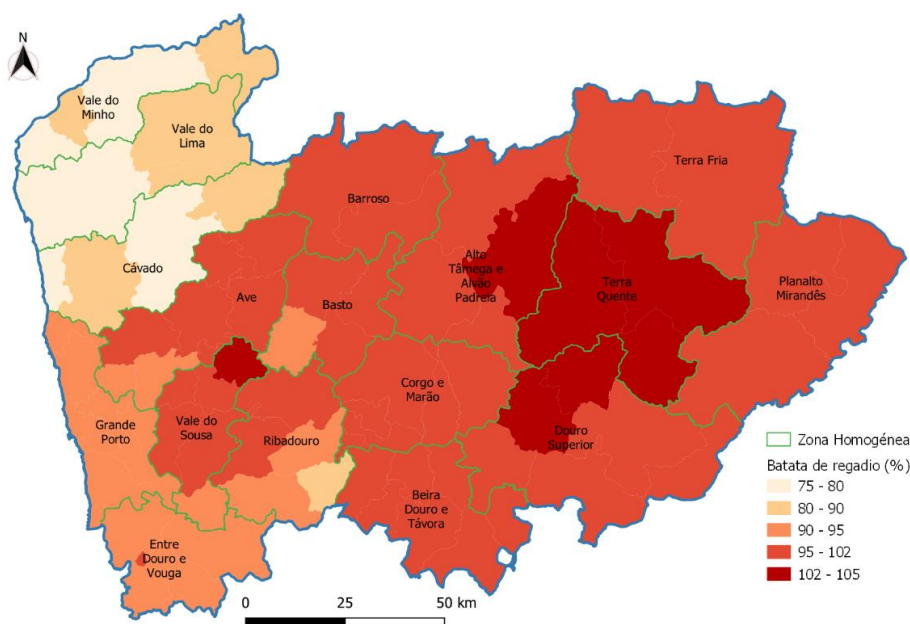 N
Vale do
Minho
Vale do
Lima
Terra Fria
Barroso
Cávado
Alto
Tâmega e
Alvão
Padrela
Terra
Quente
Planalto
Mirandês
Ave
Basto
Corgo e
Marão
Grande
Porto
Vale do
Sousa
Ribadouro
Douro
Superior
Beira
Douro e
Távora
Entre
Douro e
Vouga
Zona Homogénea
Batata de regadio (%)
75 - 80
80 - 90
90 - 95
95 - 102
102 - 105
0 25 50 km